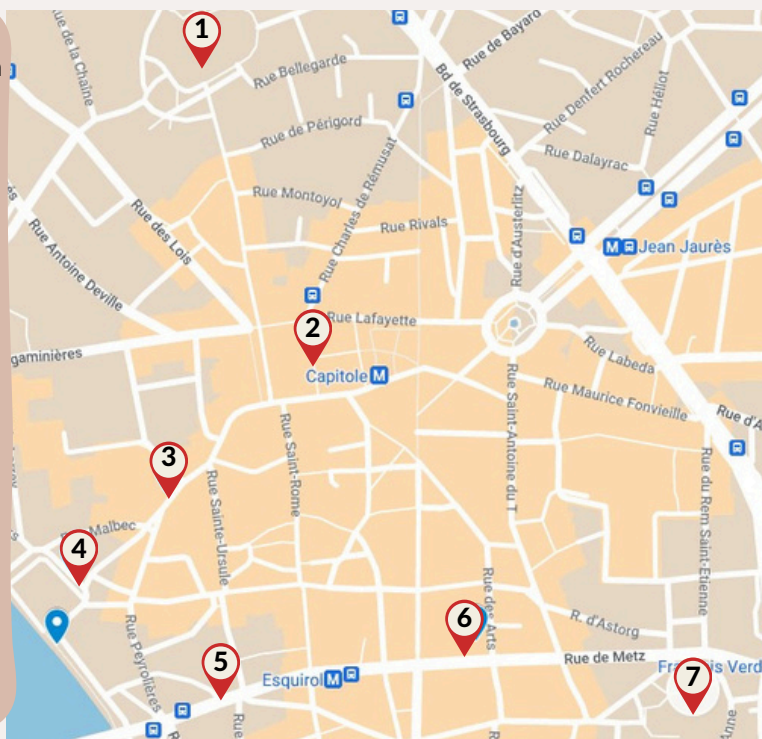 1
Rue de Bayard
Rue de la Chaîne
Rue Bellegarde
Bd de Strasbourg
Rue Denfert Rochereau
Rue Héliot
Rue de Périgord
Rue Dalayrac
Rue Charles de Rémusat
Rue Montoyol
Rue Rivals
Rue d'Austerlitz
Rue des Lois
Rue Antoine Deville
M
Jean Jaurès
2
Rue Lafayette
gaminières
Rue Labeda
Capitole M
Rue Maurice Fonvieille
Rue Saint-Antoine du T
Rue d'A
Rue Saint-Rome
3
Rue Sainte-Ursule
Rue du Rem Saint-Etienne
Malbec
4
Rue des Arts
6
R. d'Astorg
Rue Peyrolières
5
Esquirol M
Rue de Metz
7
Anne